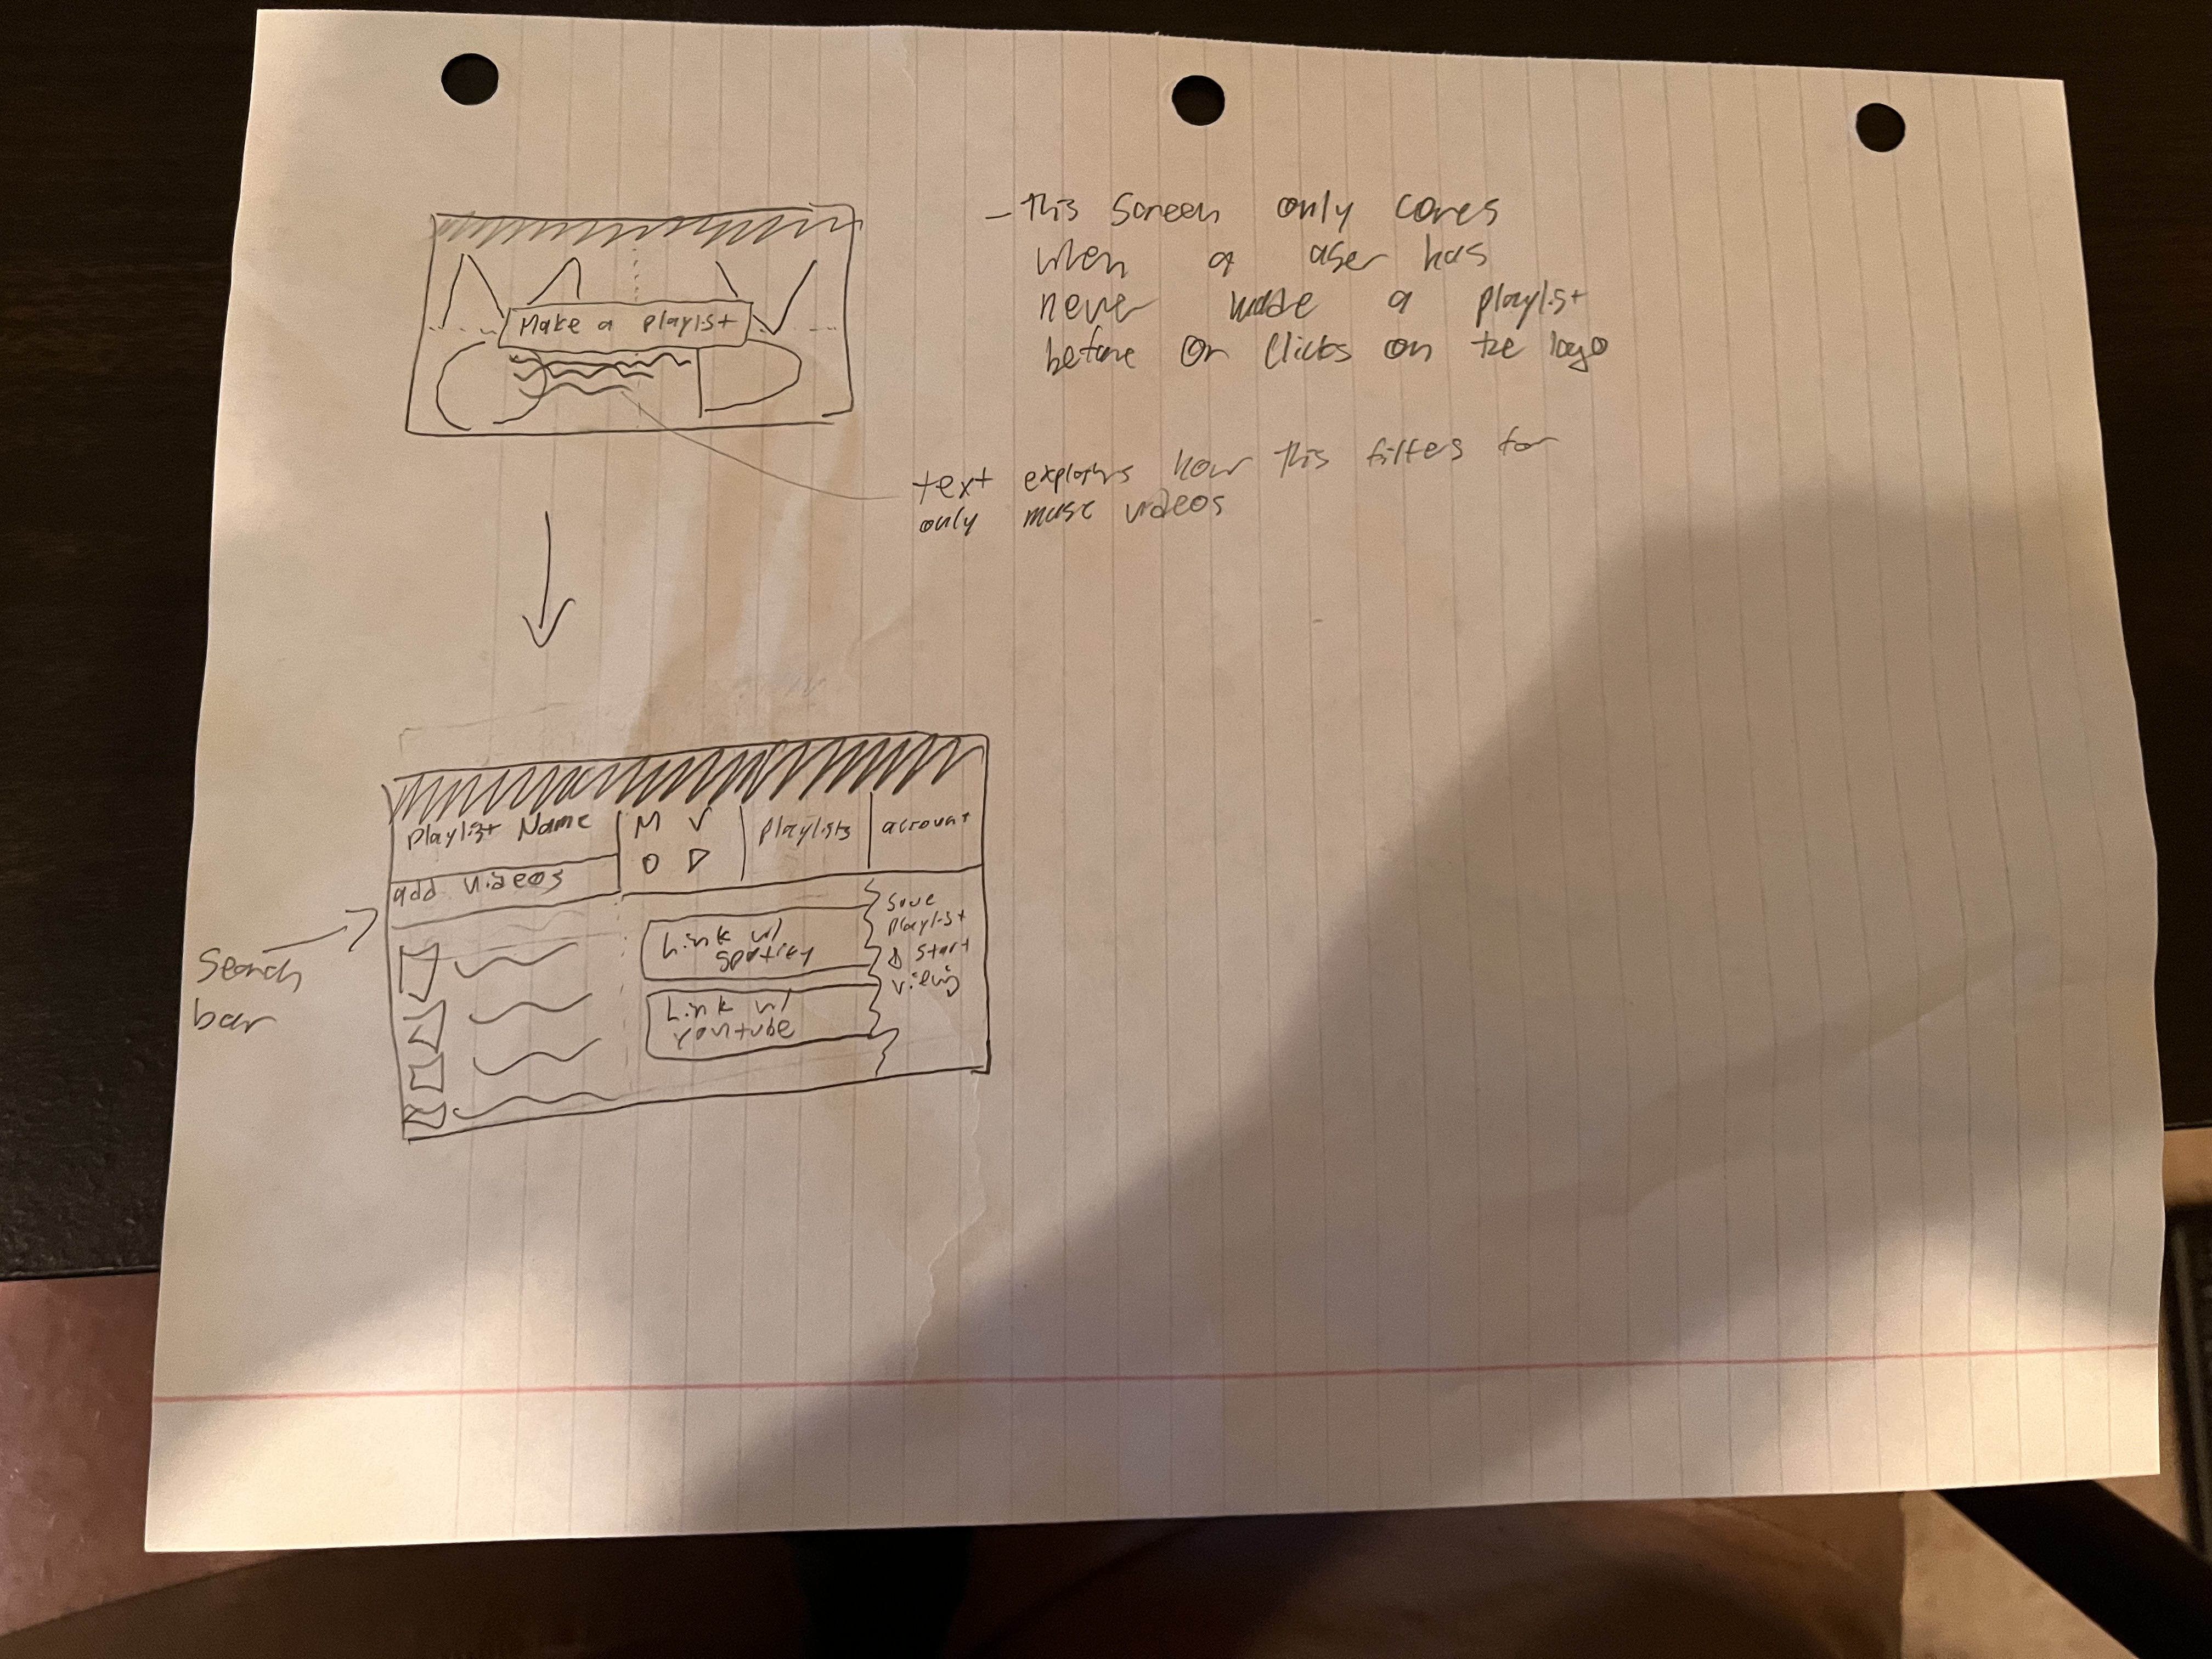 - This screen only comes
when a user has
never made a playlist
before or clicks on the logo
M V
Make a playlist
O D
text explains how this filters for
only music videos
Playlist Name
M V
O D
playlists
account
add videos
Search
bar
Link w/
Spotify
Link w/
Youtube
Save
playlist
& start
viewing